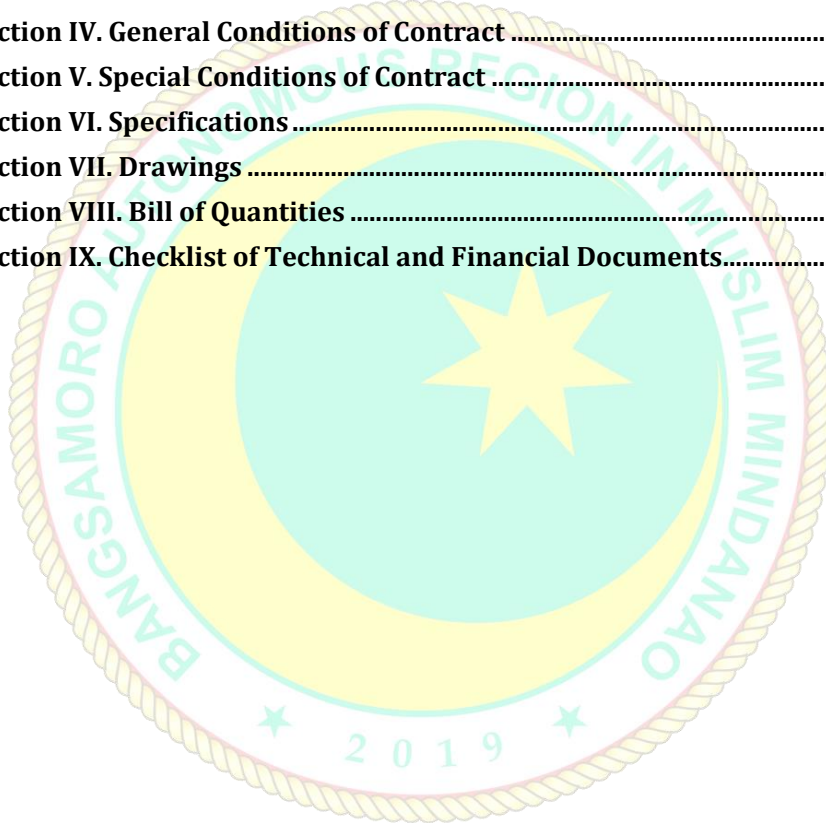 ction IV. General Conditions of Contract ................................................................
ction V. Special Conditions of Contract ................................................................
ction VI. Specifications ................................................................
ction VII. Drawings ................................................................
ction VIII. Bill of Quantities ................................................................
ction IX. Checklist of Technical and Financial Documents................
BANGSAMORO AUTONOMOUS REGION IN MUSLIM MINDANAO
2019